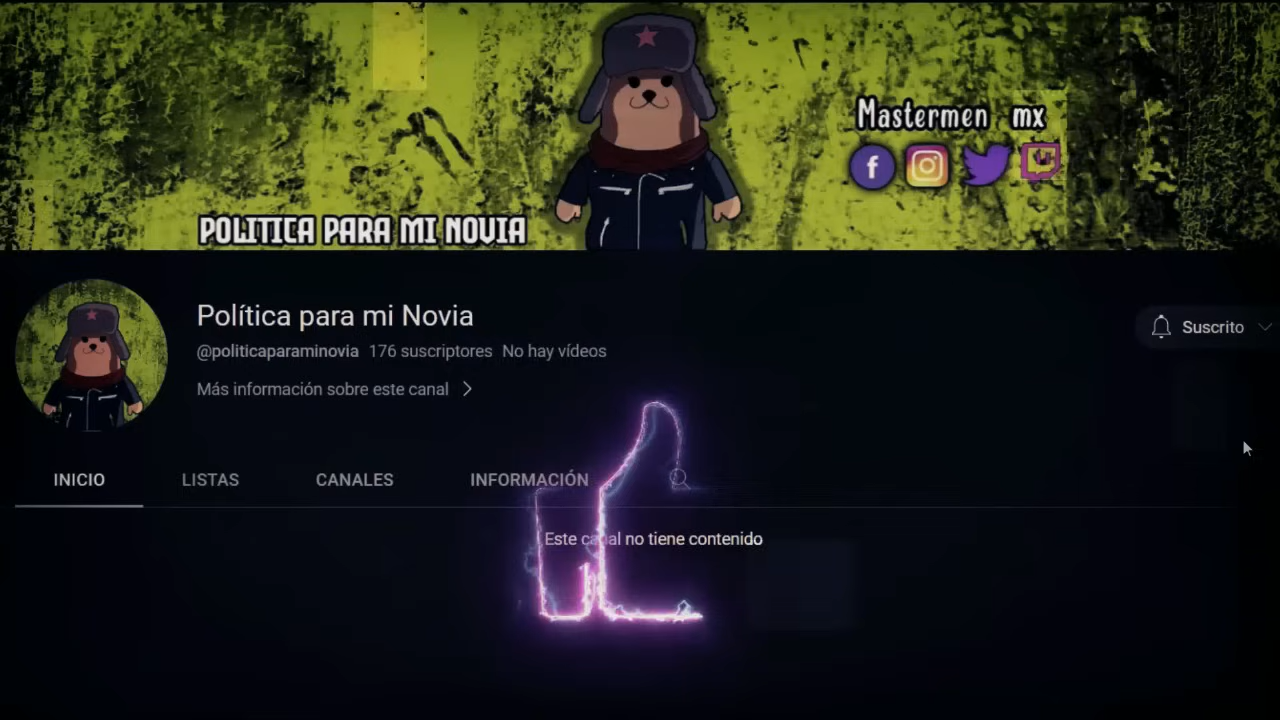 Mastermen mx
POLITICA PARA MI NOVIA
Política para mi Novia
@politicaparaminovia 176 suscriptores No hay vídeos
Más información sobre este canal
Suscrito
INICIO LISTAS CANALES INFORMACIÓN
Este canal no tiene contenido